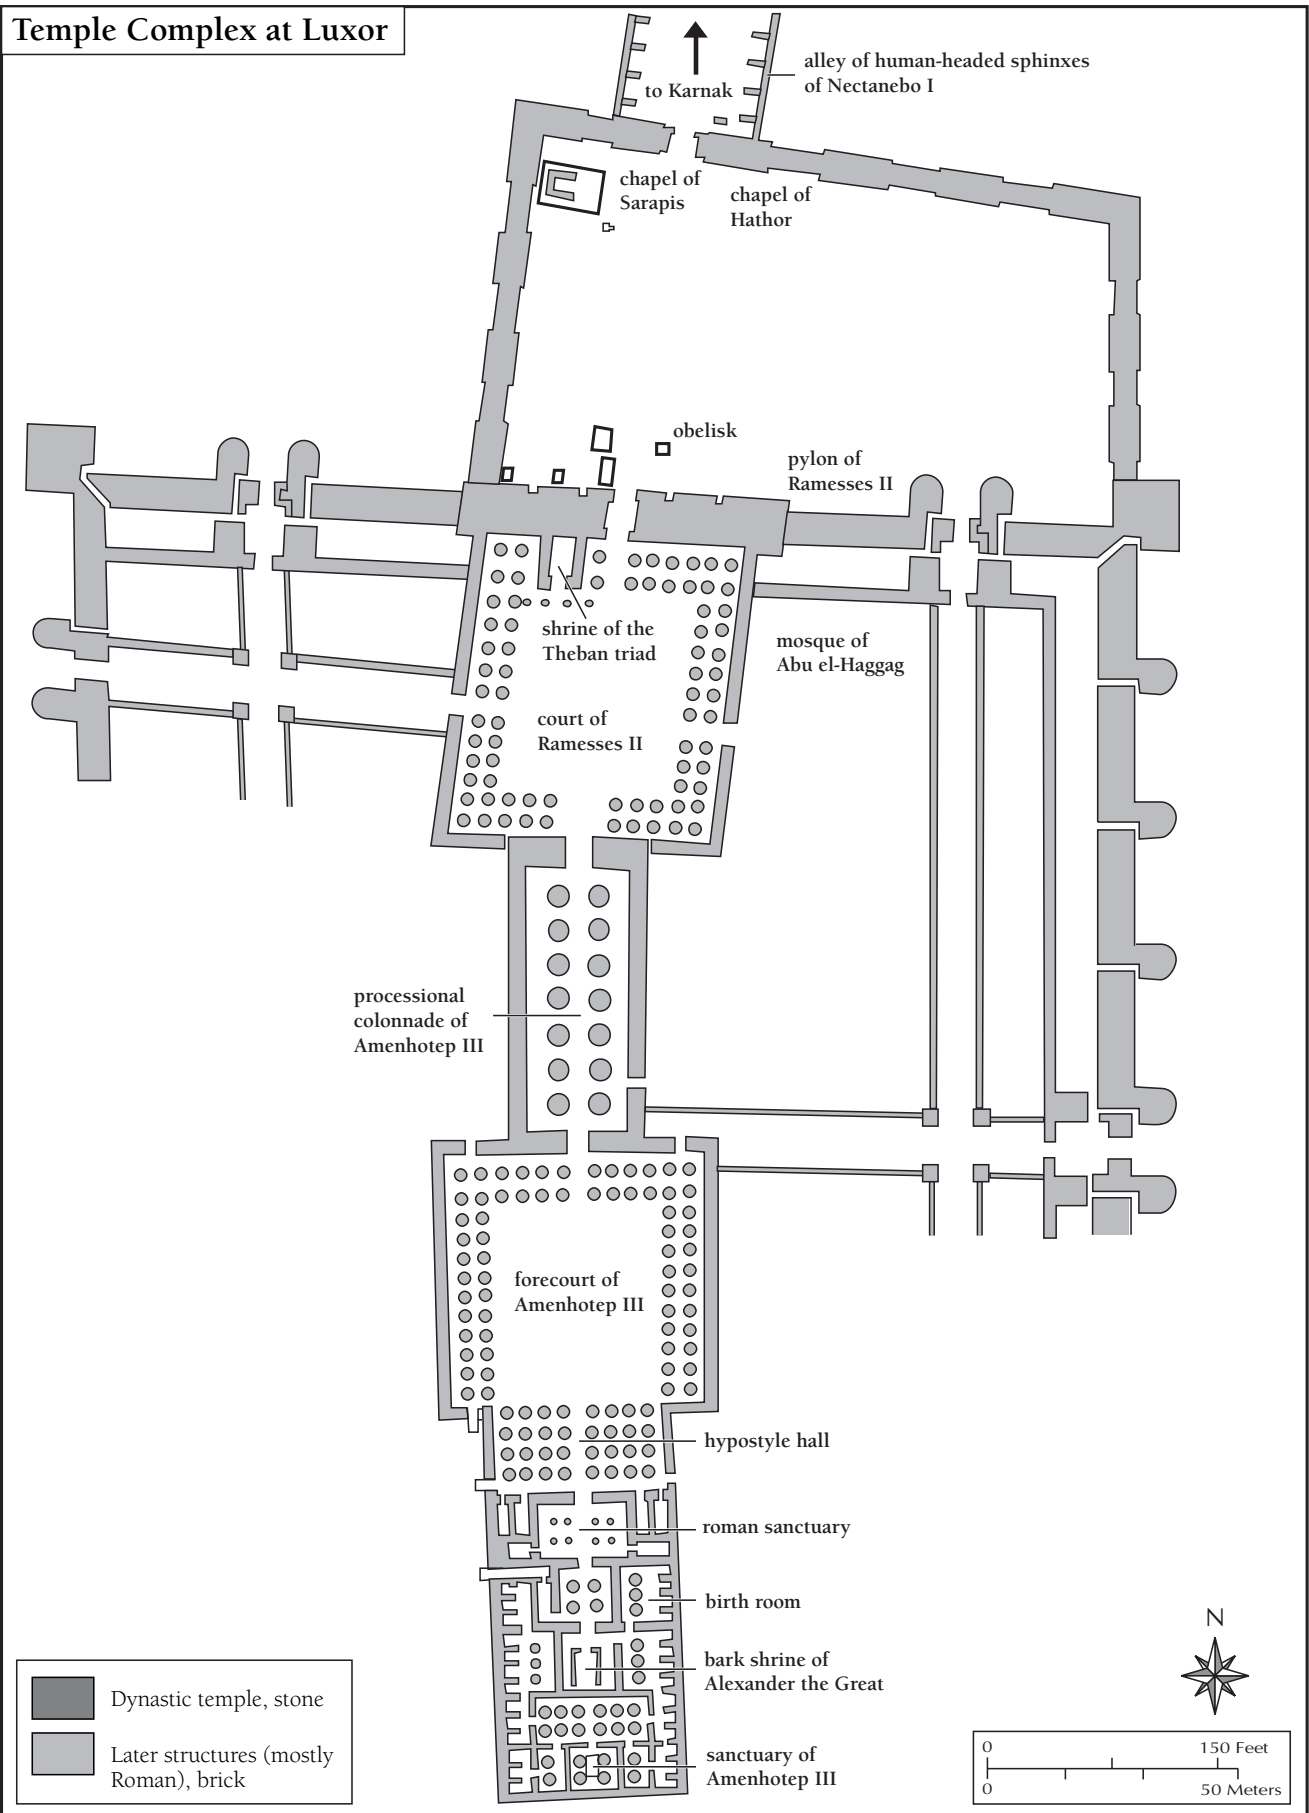 Temple Complex at Luxor
to Karnak
alley of human-headed sphinxes
of Nectanebo I
chapel of
Sarapis
chapel of
Hathor
obelisk
pylon of
Ramesses II
shrine of the
Theban triad
mosque of
Abu el-Haggag
court of
Ramesses II
processional
colonnade of
Amenhotep III
forecourt of
Amenhotep III
hypostyle hall
roman sanctuary
birth room
bark shrine of
Alexander the Great
sanctuary of
Amenhotep III
Dynastic temple, stone
Later structures (mostly
Roman), brick
N
0 150 Feet
0 50 Meters